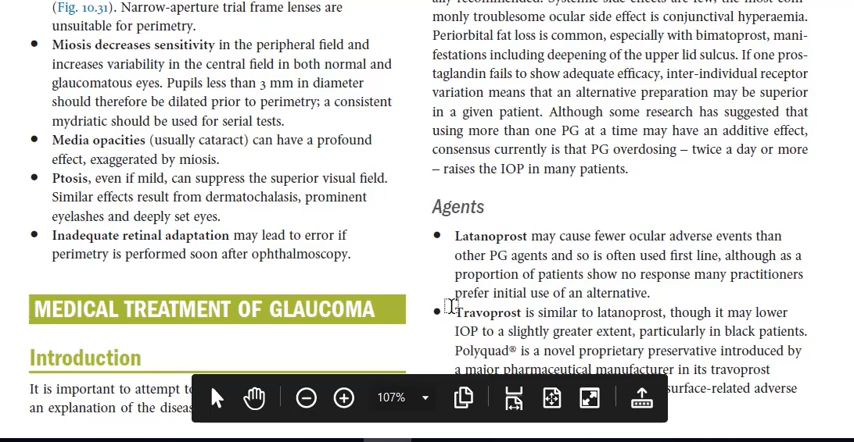 (Fig. 10.31). Narrow-aperture trial frame lenses are
unsuitable for perimetry.
● Miosis decreases sensitivity in the peripheral field and
increases variability in the central field in both normal and
glaucomatous eyes. Pupils less than 3 mm in diameter
should therefore be dilated prior to perimetry; a consistent
mydriatic should be used for serial tests.
● Media opacities (usually cataract) can have a profound
effect, exaggerated by miosis.
● Ptosis, even if mild, can suppress the superior visual field.
Similar effects result from dermatochalasis, prominent
eyelashes and deeply set eyes.
● Inadequate retinal adaptation may lead to error if
perimetry is performed soon after ophthalmoscopy.
MEDICAL TREATMENT OF GLAUCOMA
Introduction
It is important to attempt to
an explanation of the diseas
monly troublesome ocular side effect is conjunctival hyperaemia.
Periorbital fat loss is common, especially with bimatoprost, mani-
festations including deepening of the upper lid sulcus. If one pros-
taglandin fails to show adequate efficacy, inter-individual receptor
variation means that an alternative preparation may be superior
in a given patient. Although some research has suggested that
using more than one PG at a time may have an additive effect,
consensus currently is that PG overdosing – twice a day or more
– raises the IOP in many patients.
Agents
● Latanoprost may cause fewer ocular adverse events than
other PG agents and so is often used first line, although as a
proportion of patients show no response many practitioners
prefer initial use of an alternative.
● Travoprost is similar to latanoprost, though it may lower
IOP to a slightly greater extent, particularly in black patients.
Polyquad® is a novel proprietary preservative introduced by
a major pharmaceutical manufacturer in its travoprost
surface-related adverse
107%